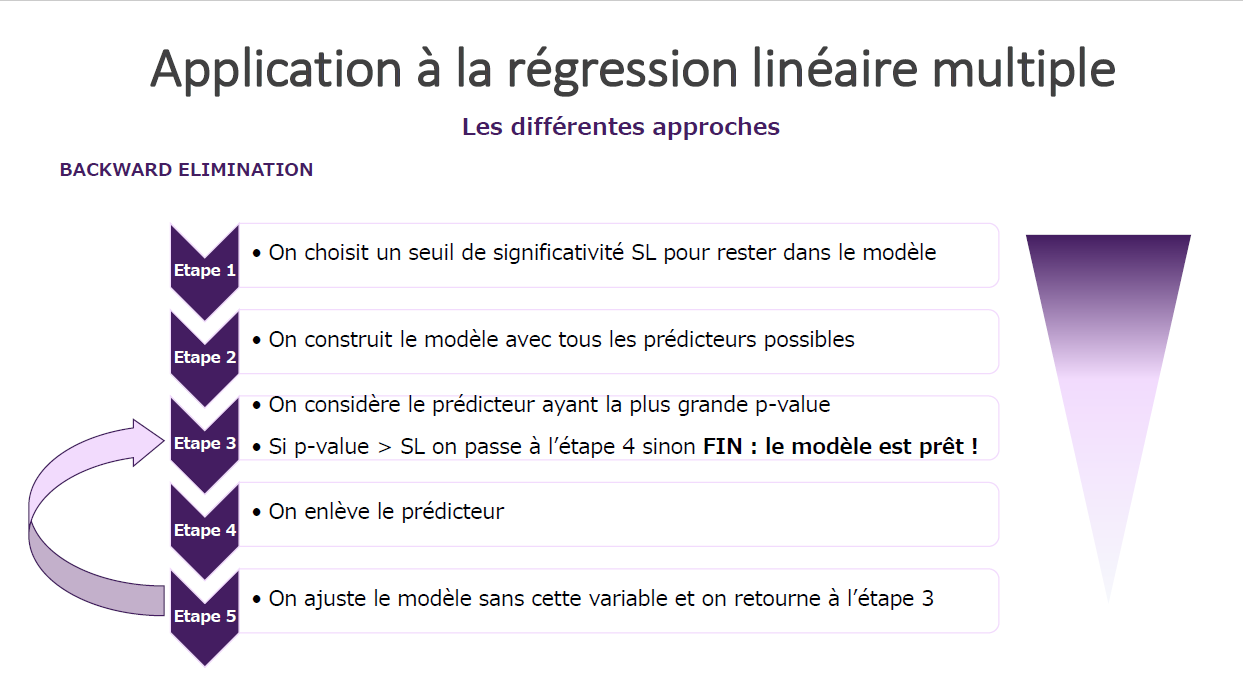 Application à la régression linéaire multiple
Les différentes approches
BACKWARD ELIMINATION
Etape 1
• On choisit un seuil de significativité SL pour rester dans le modèle
Etape 2
• On construit le modèle avec tous les prédicteurs possibles
Etape 3
• On considère le prédicteur ayant la plus grande p-value
• Si p-value > SL on passe à l’étape 4 sinon FIN : le modèle est prêt !
Etape 4
• On enlève le prédicteur
Etape 5
• On ajuste le modèle sans cette variable et on retourne à l’étape 3